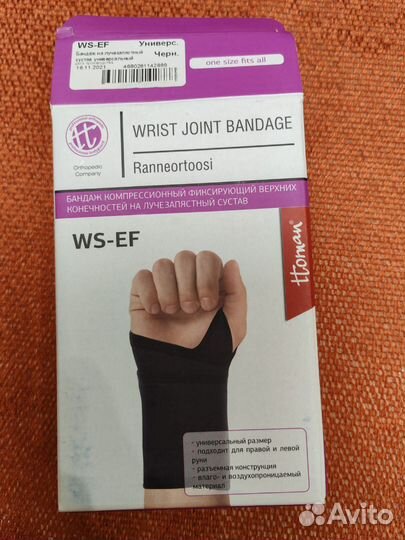 WS-EF Универс.
Бандаж на лучезапястный
сустав универсальный Черн.
16.11.2021
4680281142889
one size fits all
Orthopedic
Company
WRIST JOINT BANDAGE
Ranneortoosi
БАНДАЖ КОМПРЕССИОННЫЙ ФИКСИРУЮЩИЙ ВЕРХНИХ
КОНЕЧНОСТЕЙ НА ЛУЧЕЗАПЯСТНЫЙ СУСТАВ
WS-EF
ttoman®
- универсальный размер
- подходит для правой и левой
руки
- разъемная конструкция
- влаго- и воздухопроницаемый
материал
Avito